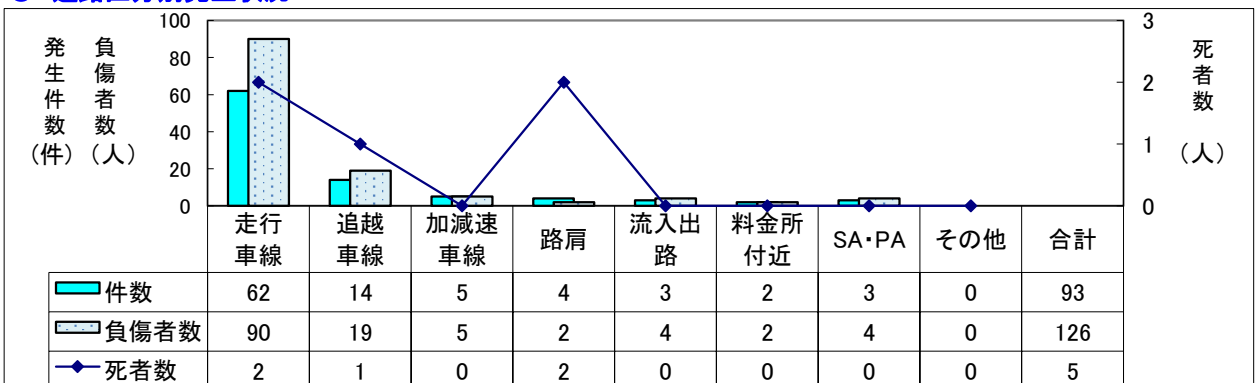 発生件数（件）
負傷者数（人）
100
80
60
40
20
0
3
2
1
0
死者数（人）
走行車線 追越車線 加減速車線 路肩 流入出路 料金所付近 SA・PA その他 合計
件数 62 14 5 4 3 2 3 0 93
負傷者数 90 19 5 2 4 2 4 0 126
死者数 2 1 0 2 0 0 0 0 5